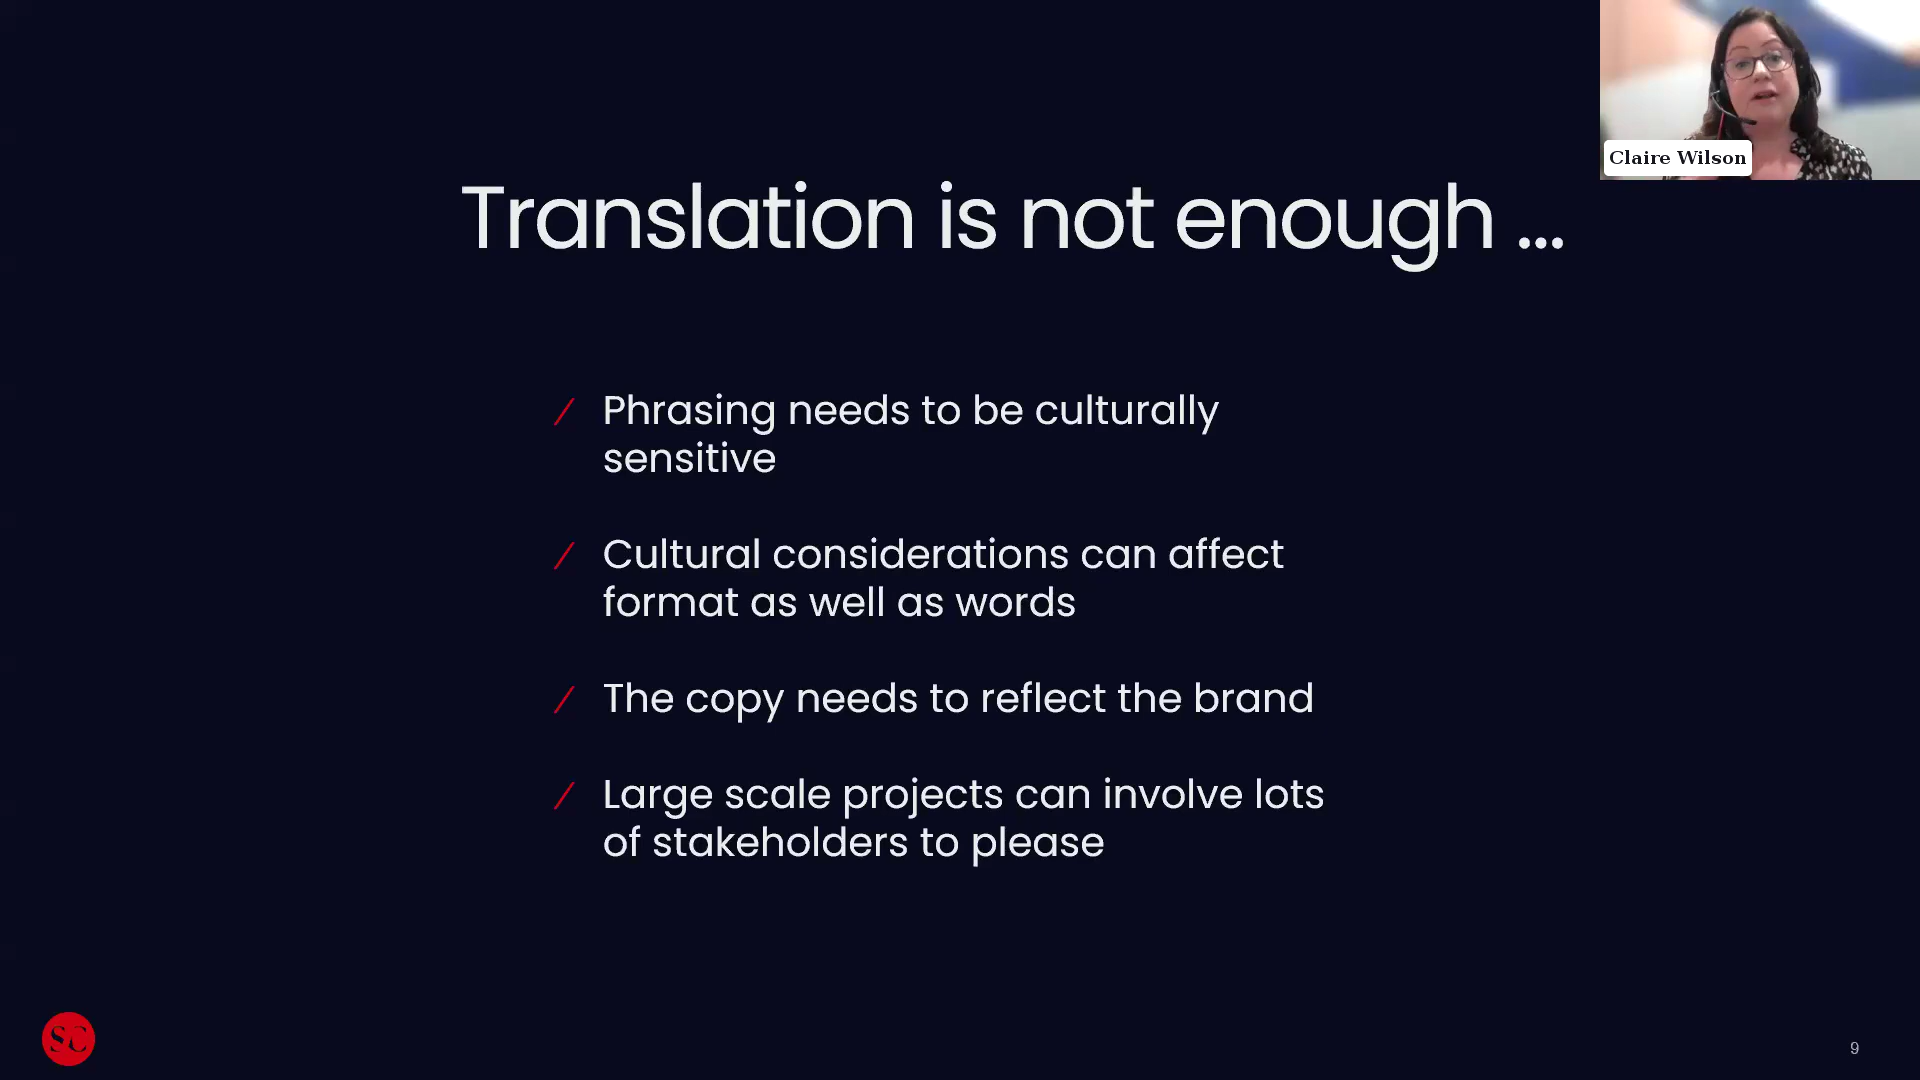 Claire Wilson
Translation is not enough ...
Phrasing needs to be culturally
sensitive
Cultural considerations can affect
format as well as words
The copy needs to reflect the brand
Large scale projects can involve lots
of stakeholders to please
SC
9